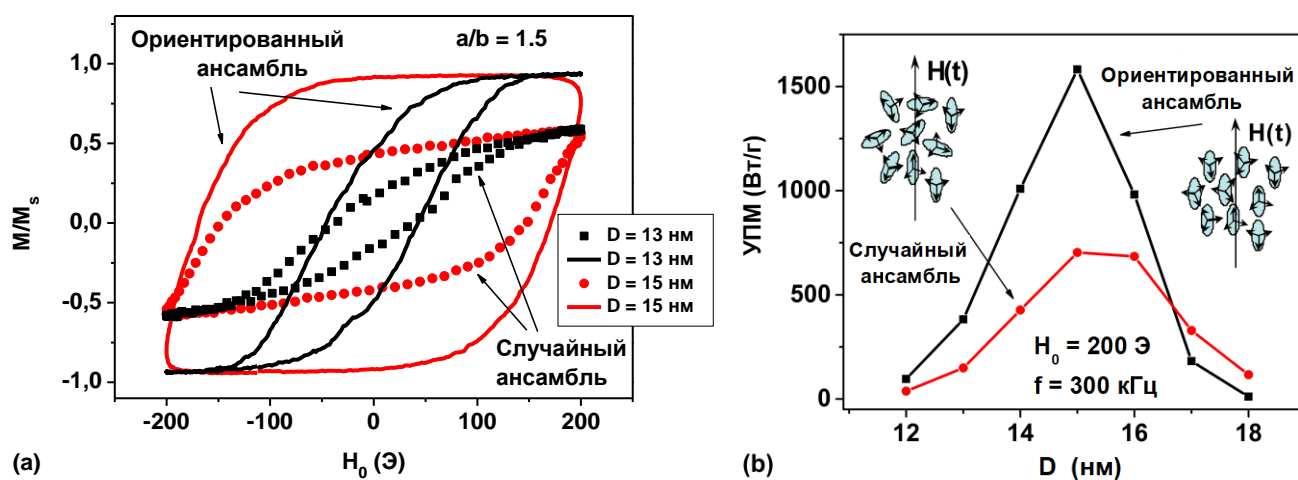 Ориентированный
ансамбль
a/b = 1.5
1,0
0,5
0,0
-0,5
-1,0
M/Ms
D = 13 нм
D = 13 нм
D = 15 нм
D = 15 нм
Случайный
ансамбль
-200
-100
0
100
200
H0 (Э)
(a)
1500
1000
500
0
УПМ (Вт/г)
H(t)
Ориентированный
ансамбль
H(t)
Случайный
ансамбль
H0 = 200 Э
f = 300 кГц
12
14
16
18
D (нм)
(b)